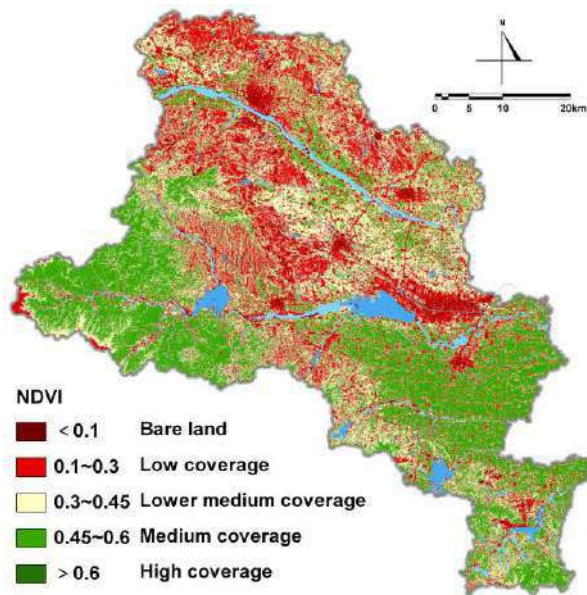 N
0 5 10 20km
NDVI
< 0.1 Bare land
0.1~0.3 Low coverage
0.3~0.45 Lower medium coverage
0.45~0.6 Medium coverage
> 0.6 High coverage